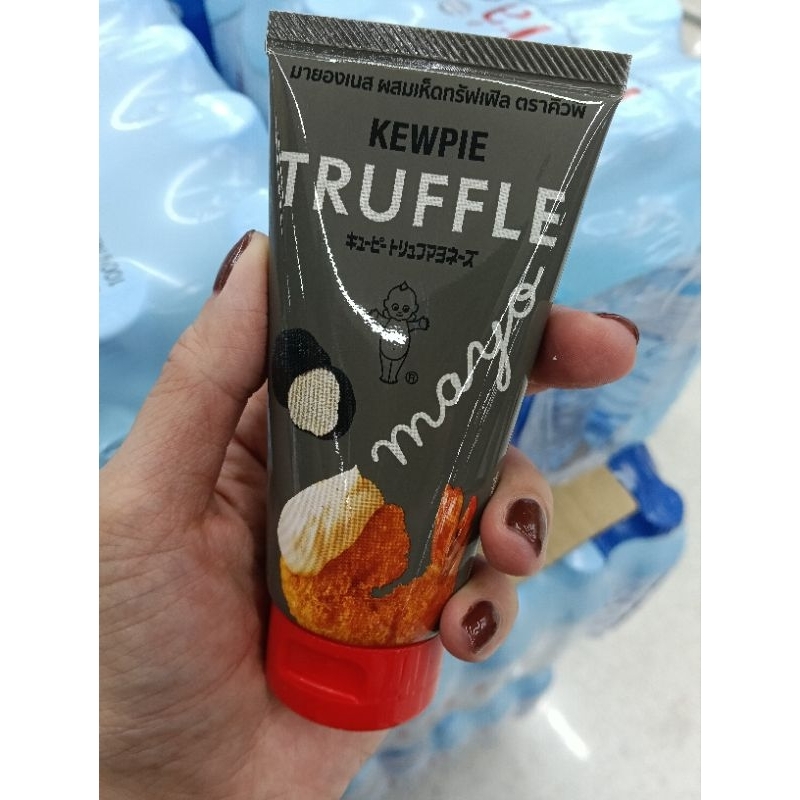 มายองเนส ผสมเห็ดทรัฟเฟิล ตราคิวพี
KEWPIE
TRUFFLE
キューピー トリュフマヨネーズ
mayo
®